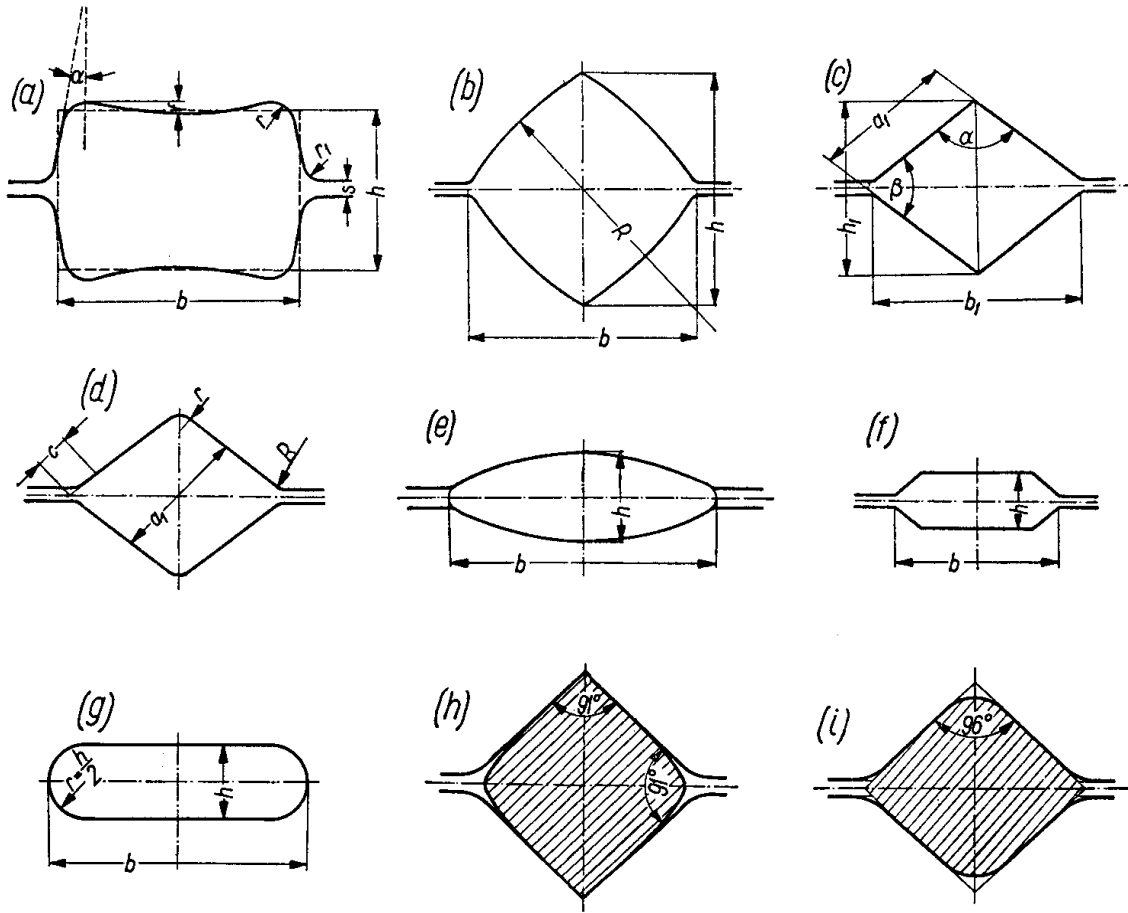 (a)
α
r
r
r₁
s
h
b
(b)
R
h
b
(c)
a₁
α
β
h₁
b₁
(d)
r
c
R
a₁
(e)
h
b
(f)
h
b
(g)
r=h/2
h
b
(h)
91°
91°
(i)
96°